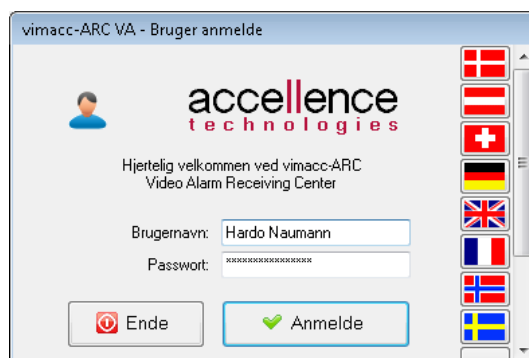 vimacc-ARC VA - Bruger anmelde
accellence
technologies
Hjertelig velkommen ved vimacc-ARC
Video Alarm Receiving Center
Brugernavn: Hardo Naumann
Passwort: ****************
Ende
Anmelde